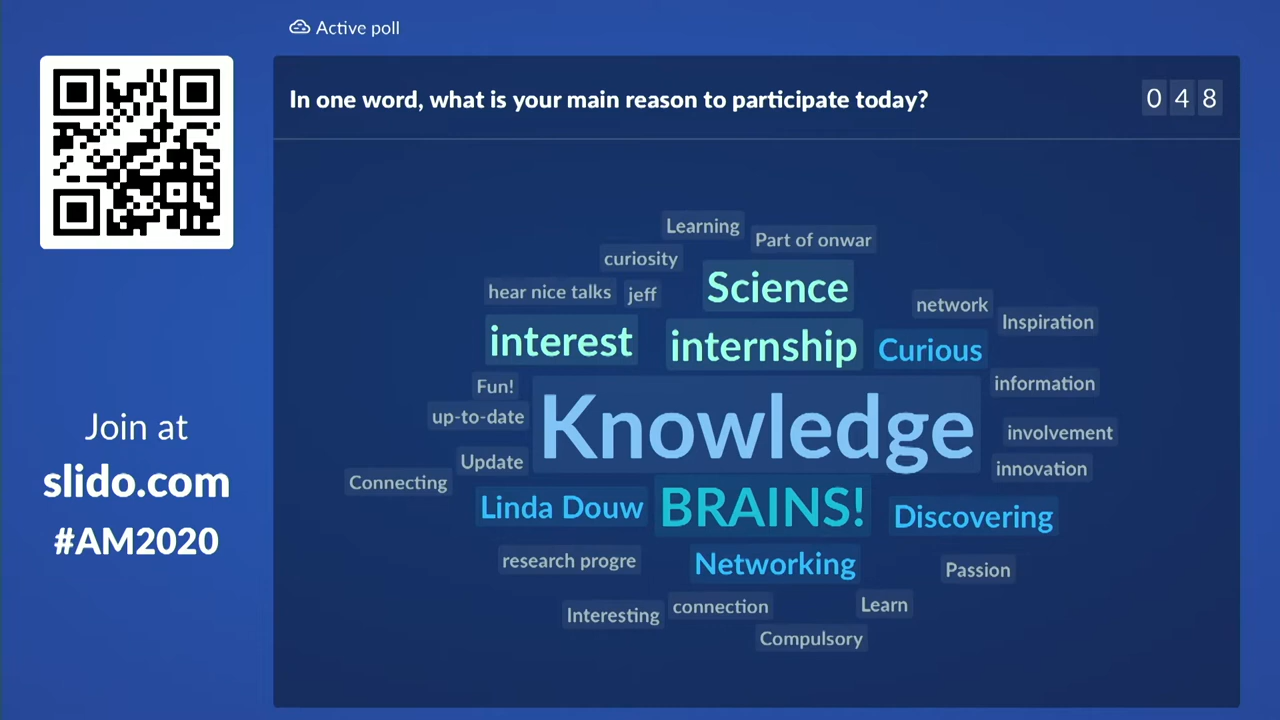 Active poll
In one word, what is your main reason to participate today?
048
Learning
Part of onwar
curiosity
Science
hear nice talks
jeff
network
Inspiration
interest
internship
Curious
Fun!
information
up-to-date
Knowledge
involvement
Update
innovation
Connecting
Linda Douw
BRAINS!
Discovering
research progre
Networking
Passion
Interesting
connection
Learn
Compulsory
Join at
slido.com
#AM2020